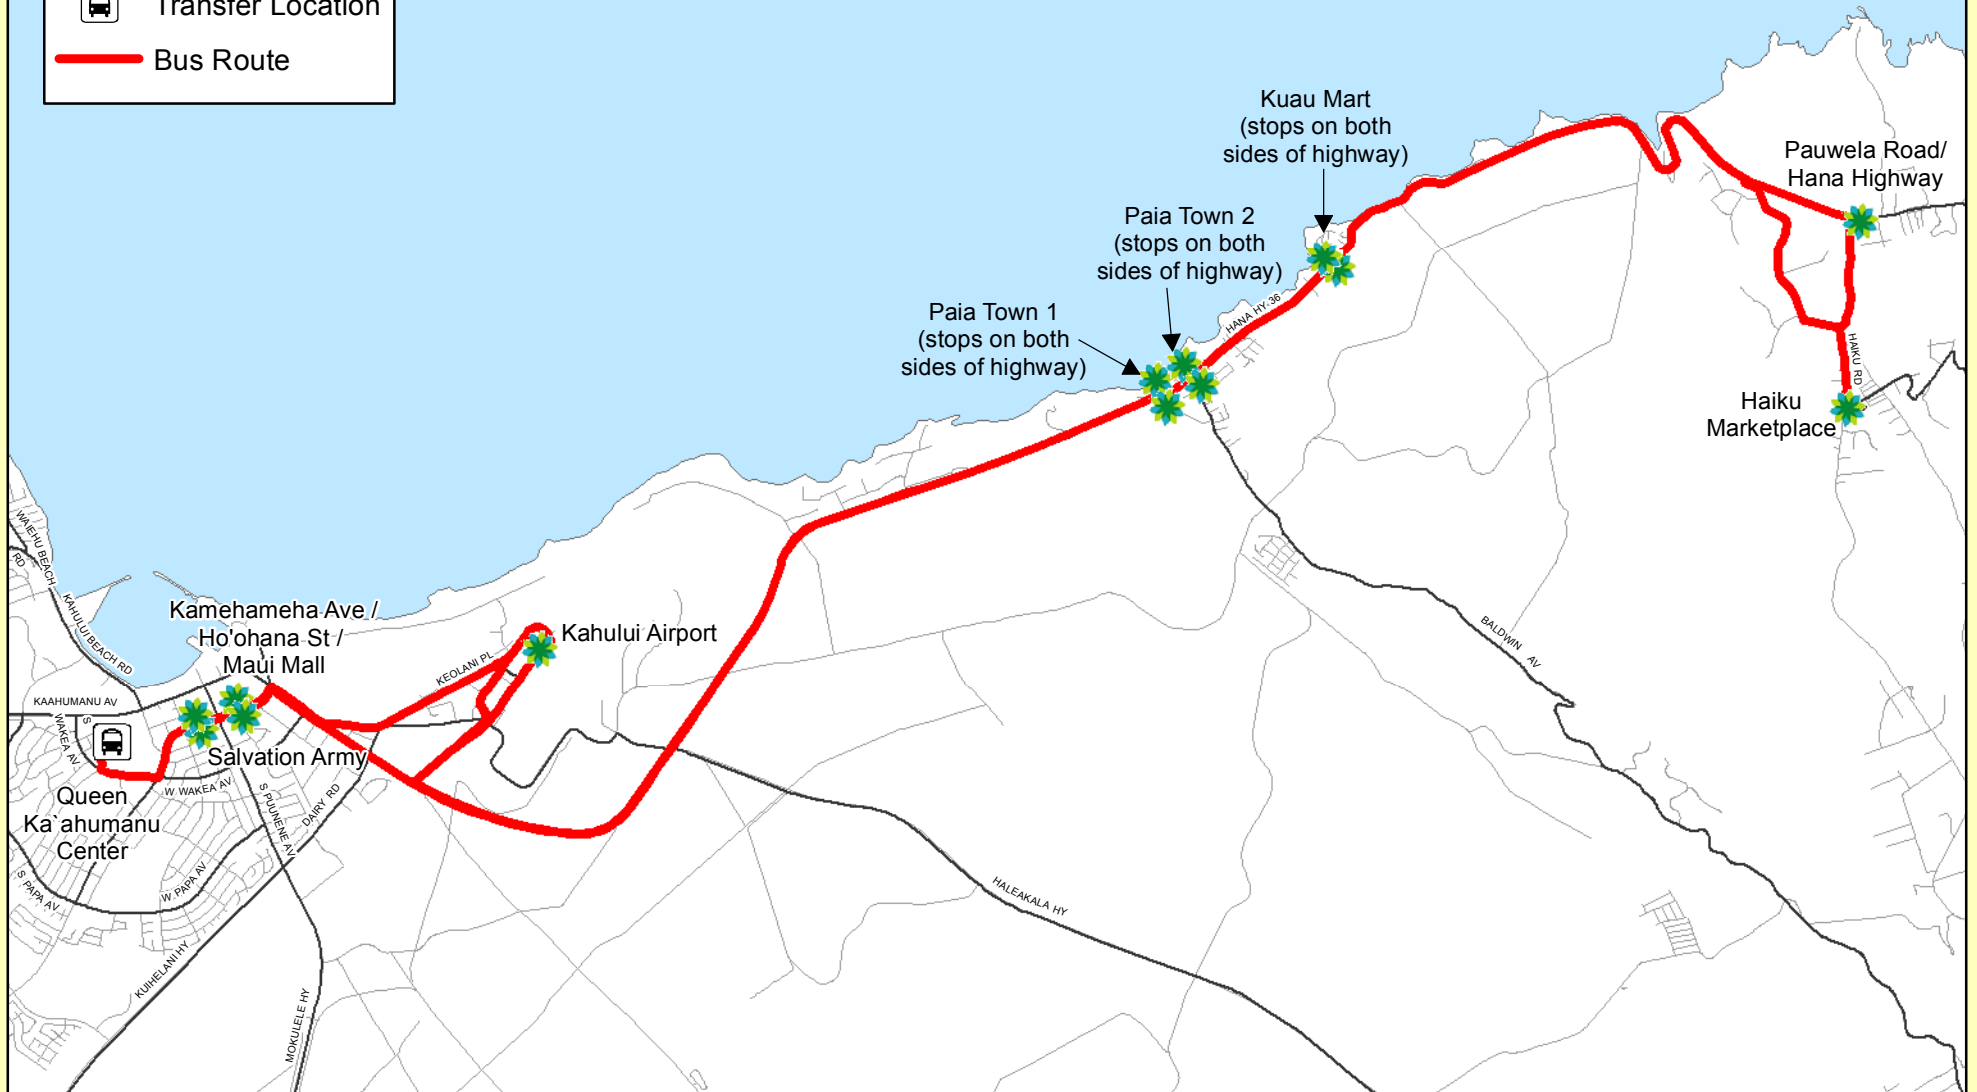 Transfer Location
Bus Route
Kuau Mart
(stops on both
sides of highway)
Pauwela Road/
Hana Highway
Paia Town 2
(stops on both
sides of highway)
Paia Town 1
(stops on both
sides of highway)
HANA HY 36
HAIKU RD
Haiku
Marketplace
WAIEHU BEACH
RD
KAHULUI BEACH RD
Kamehameha Ave /
Ho'ohana St /
Maui Mall
Kahului Airport
KEOLANI PL
BALDWIN AV
KAAHUMANU AV
S WAKEA AV
Salvation Army
W WAKEA AV
Queen
Ka`ahumanu
Center
S PUUNENE AV
DAIRY RD
S PAPA AV
W PAPA AV
HALEAKALA HY
KUIHELANI HY
MOKULELE HY